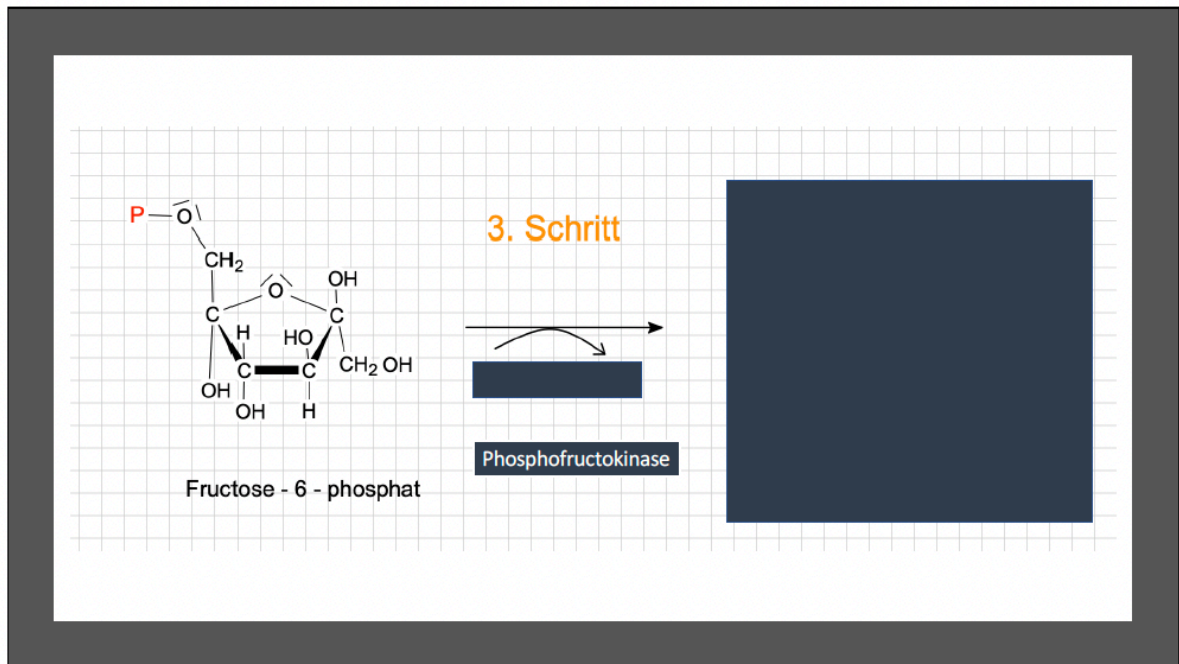 3. Schritt
P
O
CH2
O
OH
C
C
H
HO
CH2 OH
C
C
OH
OH
H
Phosphofructokinase
Fructose - 6 - phosphat